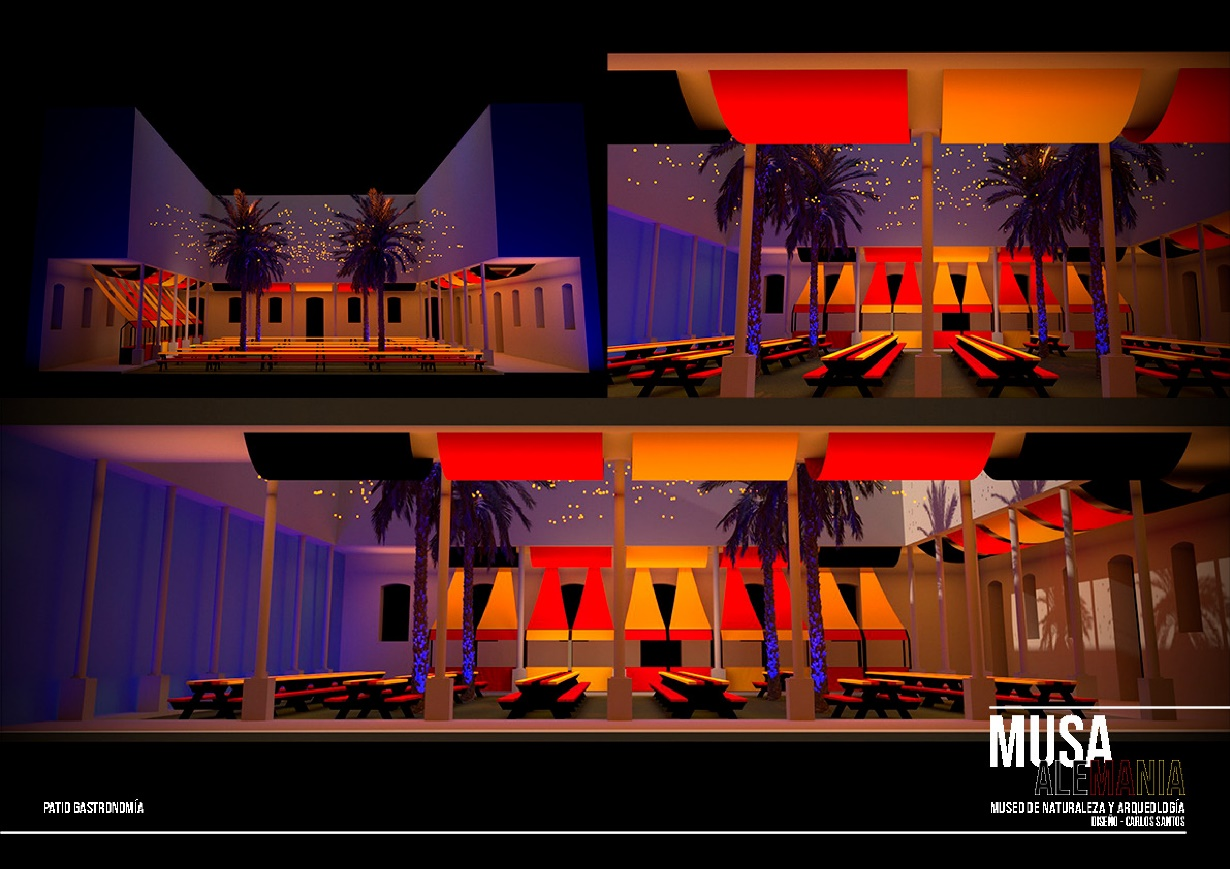 MUSA
ALEMANIA
PATIO GASTRONOMÍA
MUSEO DE NATURALEZA Y ARQUEOLOGÍA
DISEÑO - CARLOS SANTOS